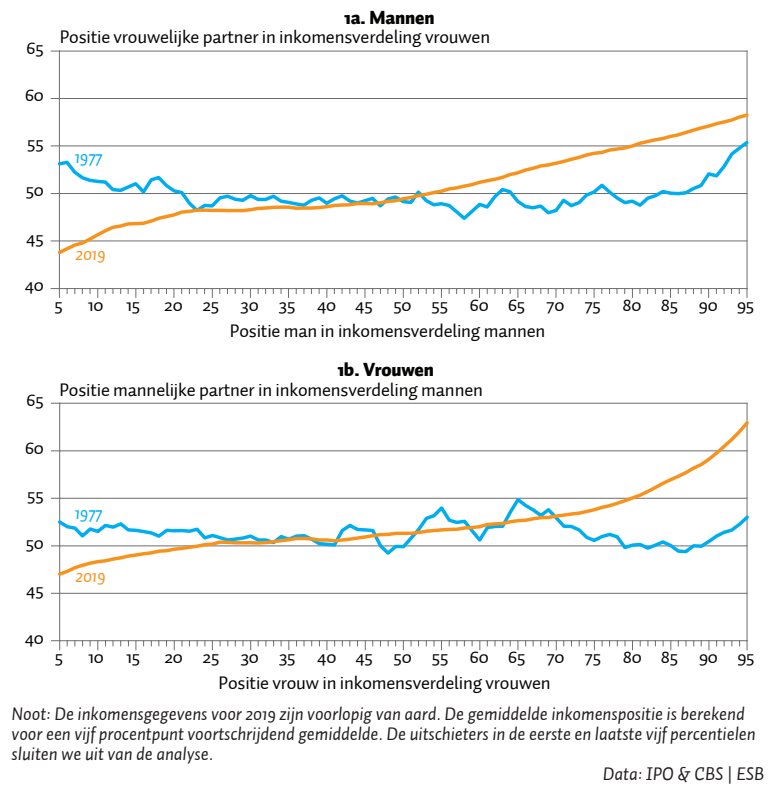 1a. Mannen
Positie vrouwelijke partner in inkomensverdeling vrouwen
65
60
55
50
45
40
1977
2019
5 10 15 20 25 30 35 40 45 50 55 60 65 70 75 80 85 90 95
Positie man in inkomensverdeling mannen
1b. Vrouwen
Positie mannelijke partner in inkomensverdeling mannen
65
60
55
50
45
40
1977
2019
5 10 15 20 25 30 35 40 45 50 55 60 65 70 75 80 85 90 95
Positie vrouw in inkomensverdeling vrouwen
Noot: De inkomensgegevens voor 2019 zijn voorlopig van aard. De gemiddelde inkomenspositie is berekend
voor een vijf procentpunt voortschrijdend gemiddelde. De uitschieters in de eerste en laatste vijf percentielen
sluiten we uit van de analyse.
Data: IPO & CBS | ESB